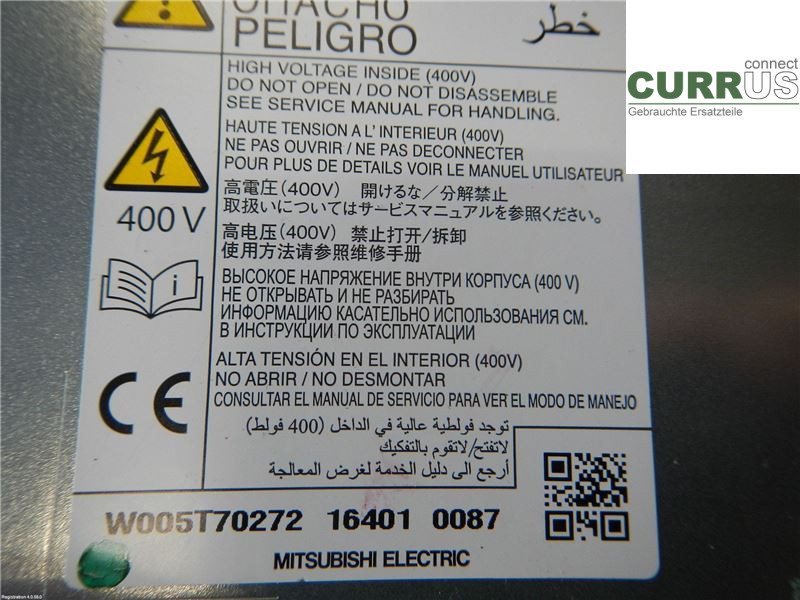 ОПАСНО
PELIGRO
خطر
HIGH VOLTAGE INSIDE (400V)
DO NOT OPEN / DO NOT DISASSEMBLE
SEE SERVICE MANUAL FOR HANDLING.
HAUTE TENSION A L' INTERIEUR (400V)
NE PAS OUVRIR / NE PAS DECONNECTER
POUR PLUS DE DETAILS VOIR LE MANUEL UTILISATEUR
高電圧(400V) 開けるな/分解禁止
取扱いについてはサービスマニュアルを参照ください。
高电压(400V) 禁止打开/拆卸
使用方法请参照维修手册
400V
i
ВЫСОКОЕ НАПРЯЖЕНИЕ ВНУТРИ КОРПУСА (400 V)
НЕ ОТКРЫВАТЬ И НЕ РАЗБИРАТЬ
ИНФОРМАЦИЮ КАСАТЕЛЬНО ИСПОЛЬЗОВАНИЯ СМ.
В ИНСТРУКЦИИ ПО ЭКСПЛУАТАЦИИ
ALTA TENSIÓN EN EL INTERIOR (400V)
NO ABRIR / NO DESMONTAR
CONSULTAR EL MANUAL DE SERVICIO PARA VER EL MODO DE MANEJO
CE
توجد فولطية عالية في الداخل (400 فولط)
لاتفتح/لاتقوم بالتفكيك
أرجع الى دليل الخدمة لغرض المعالجة
W005T70272 16401 0087
MITSUBISHI ELECTRIC
connect
CURRUS
Gebrauchte Ersatzteile
Registration 4.0.58.0